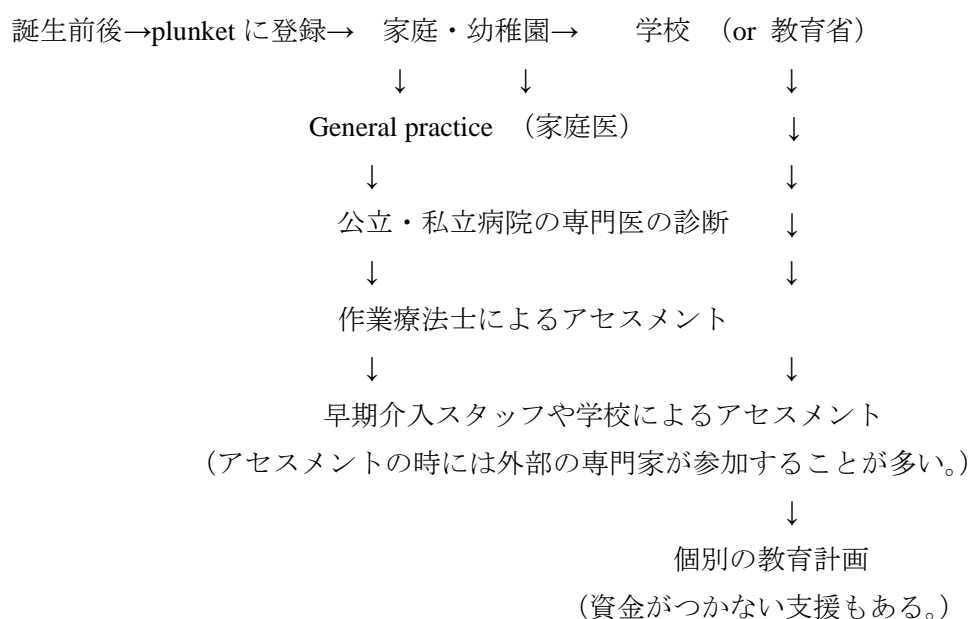 誕生前後→plunket に登録→ 家庭・幼稚園→ 学校 （or 教育省）
↓ ↓ ↓
General practice （家庭医） ↓
↓ ↓
公立・私立病院の専門医の診断 ↓
↓ ↓
作業療法士によるアセスメント
↓ ↓
早期介入スタッフや学校によるアセスメント
（アセスメントの時には外部の専門家が参加することが多い。）
↓
個別の教育計画
（資金がつかない支援もある。）